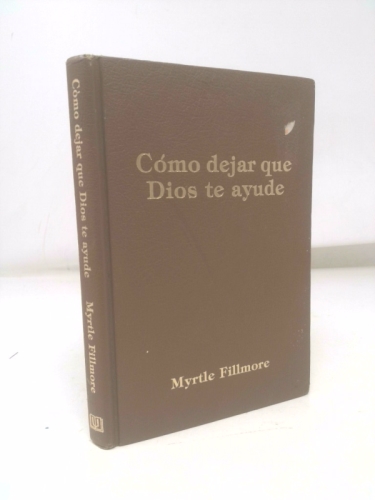 Cómo dejar que Dios te ayude
Myrtle Fillmore
Cómo dejar que
Dios te ayude
Myrtle Fillmore